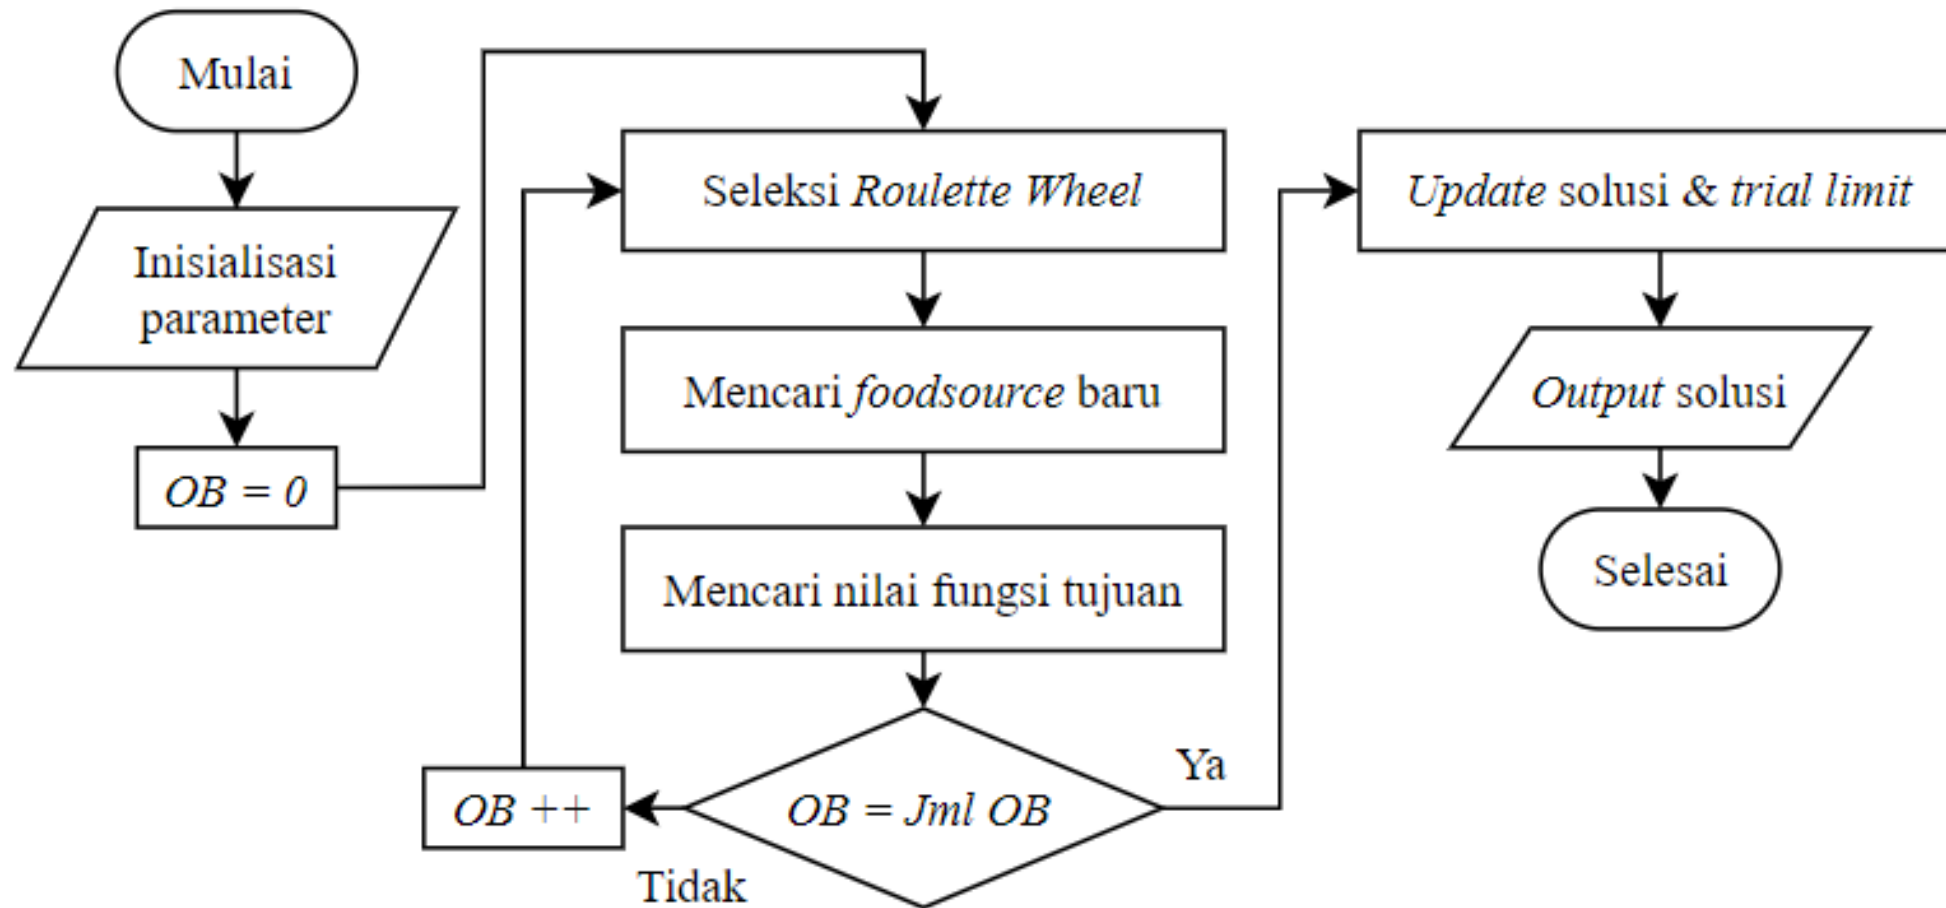 Mulai
Inisialisasi
parameter
OB = 0
Seleksi Roulette Wheel
Mencari foodsource baru
Mencari nilai fungsi tujuan
OB = Jml OB
Tidak
OB ++
Ya
Update solusi & trial limit
Output solusi
Selesai